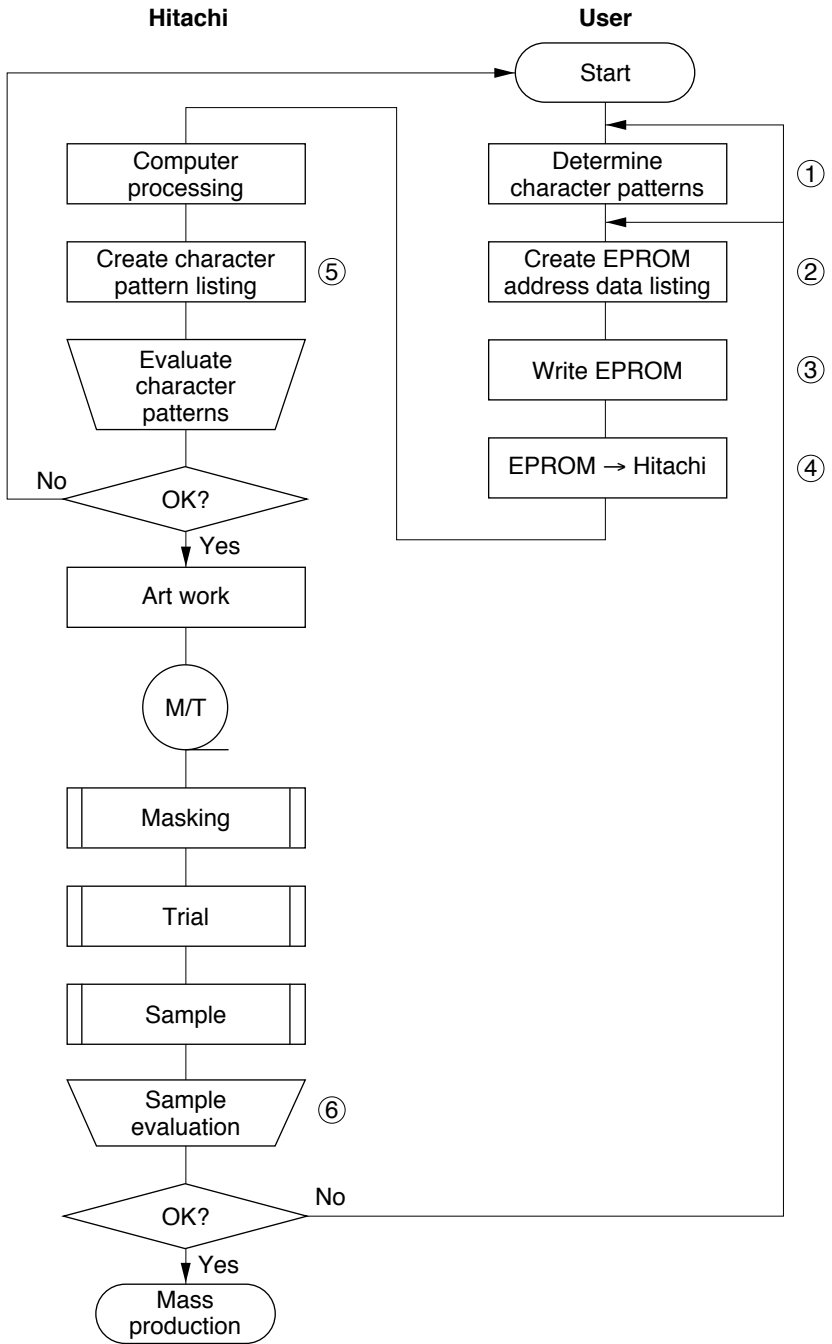 Hitachi
User
Start
Determine
character patterns
①
Create EPROM
address data listing
②
Write EPROM
③
EPROM → Hitachi
④
Computer
processing
Create character
pattern listing
⑤
Evaluate
character
patterns
No
OK?
Yes
Art work
M/T
Masking
Trial
Sample
Sample
evaluation
⑥
No
OK?
Yes
Mass
production